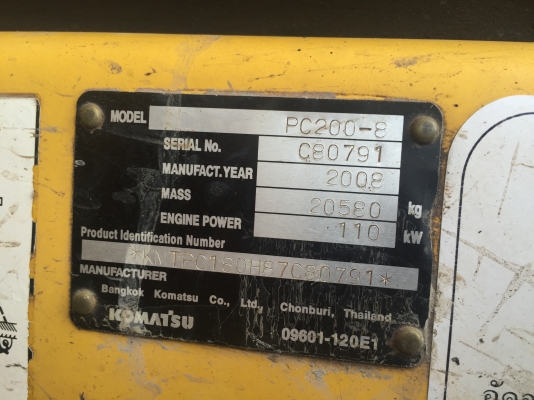 MODEL PC200-8
SERIAL No. C80791
MANUFACT. YEAR 2008
MASS 20580 kg
ENGINE POWER 110 kW
Product Identification Number
MANUFACTURER
Bangkok Komatsu Co., Ltd, Chonburi, Thailand
KOMATSU 09601-120E1